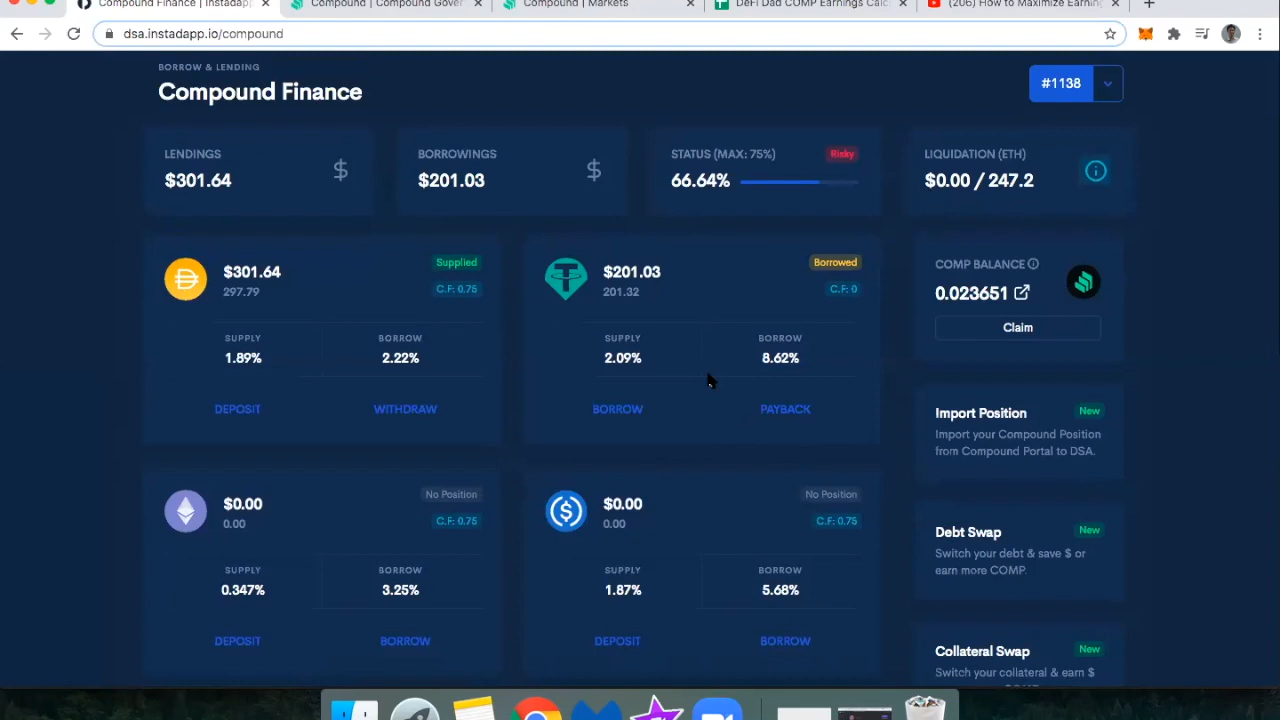 Compound Finance | Instadapp
Compound | Compound Gover
Compound | Markets
DeFi Dad COMP Earnings Calc
(206) How to Maximize Earning
dsa.instadapp.io/compound
BORROW & LENDING
Compound Finance
#1138
LENDINGS
$301.64
BORROWINGS
$201.03
STATUS (MAX: 75%)
Risky
66.64%
LIQUIDATION (ETH)
$0.00 / 247.2
$301.64
297.79
Supplied
C.F: 0.75
SUPPLY
1.89%
BORROW
2.22%
DEPOSIT
WITHDRAW
$201.03
201.32
Borrowed
C.F: 0
SUPPLY
2.09%
BORROW
8.62%
BORROW
PAYBACK
COMP BALANCE
0.023651
Claim
$0.00
0.00
No Position
C.F: 0.75
SUPPLY
0.347%
BORROW
3.25%
DEPOSIT
BORROW
$0.00
0.00
No Position
C.F: 0.75
SUPPLY
1.87%
BORROW
5.68%
DEPOSIT
BORROW
Import Position
New
Import your Compound Position
from Compound Portal to DSA.
Debt Swap
New
Switch your debt & save $ or
earn more COMP.
Collateral Swap
New
Switch your collateral & earn $